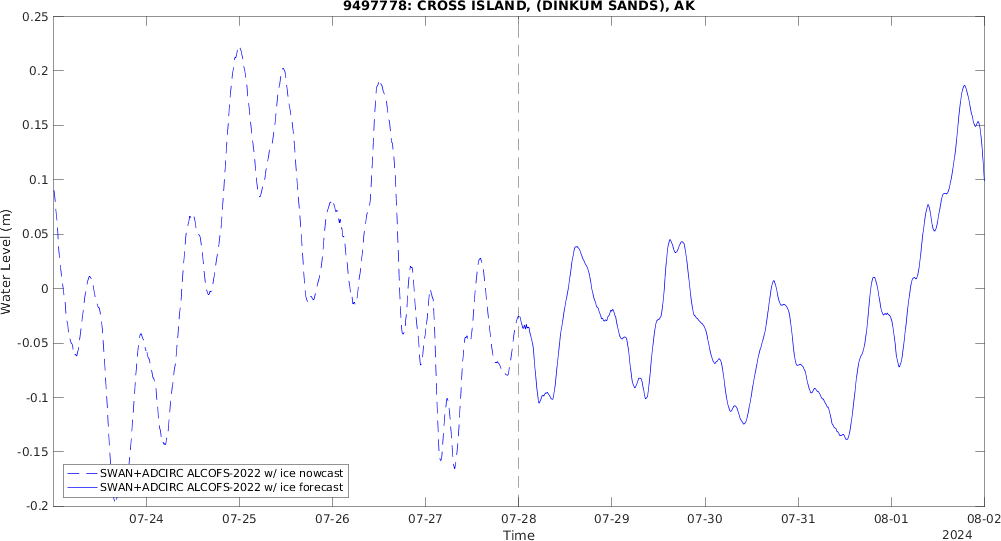 9497778: CROSS ISLAND, (DINKUM SANDS), AK
0.25
0.2
0.15
0.1
0.05
0
-0.05
-0.1
-0.15
-0.2
Water Level (m)
SWAN+ADCIRC ALCOFS-2022 w/ ice nowcast
SWAN+ADCIRC ALCOFS-2022 w/ ice forecast
07-24 07-25 07-26 07-27 07-28 07-29 07-30 07-31 08-01 08-02
Time
2024